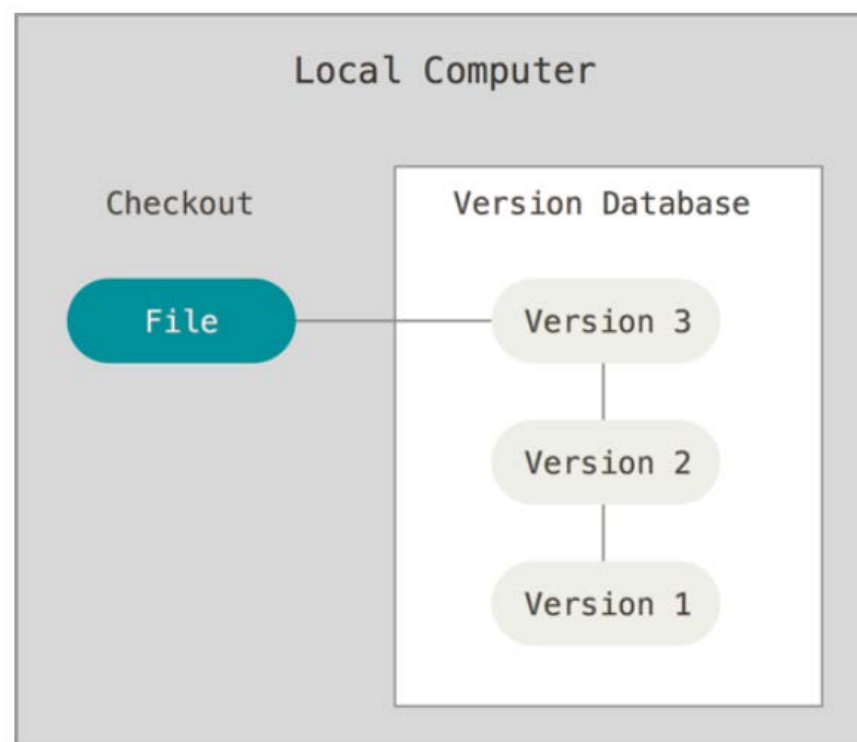 Local Computer
Checkout
Version Database
File
Version 3
Version 2
Version 1